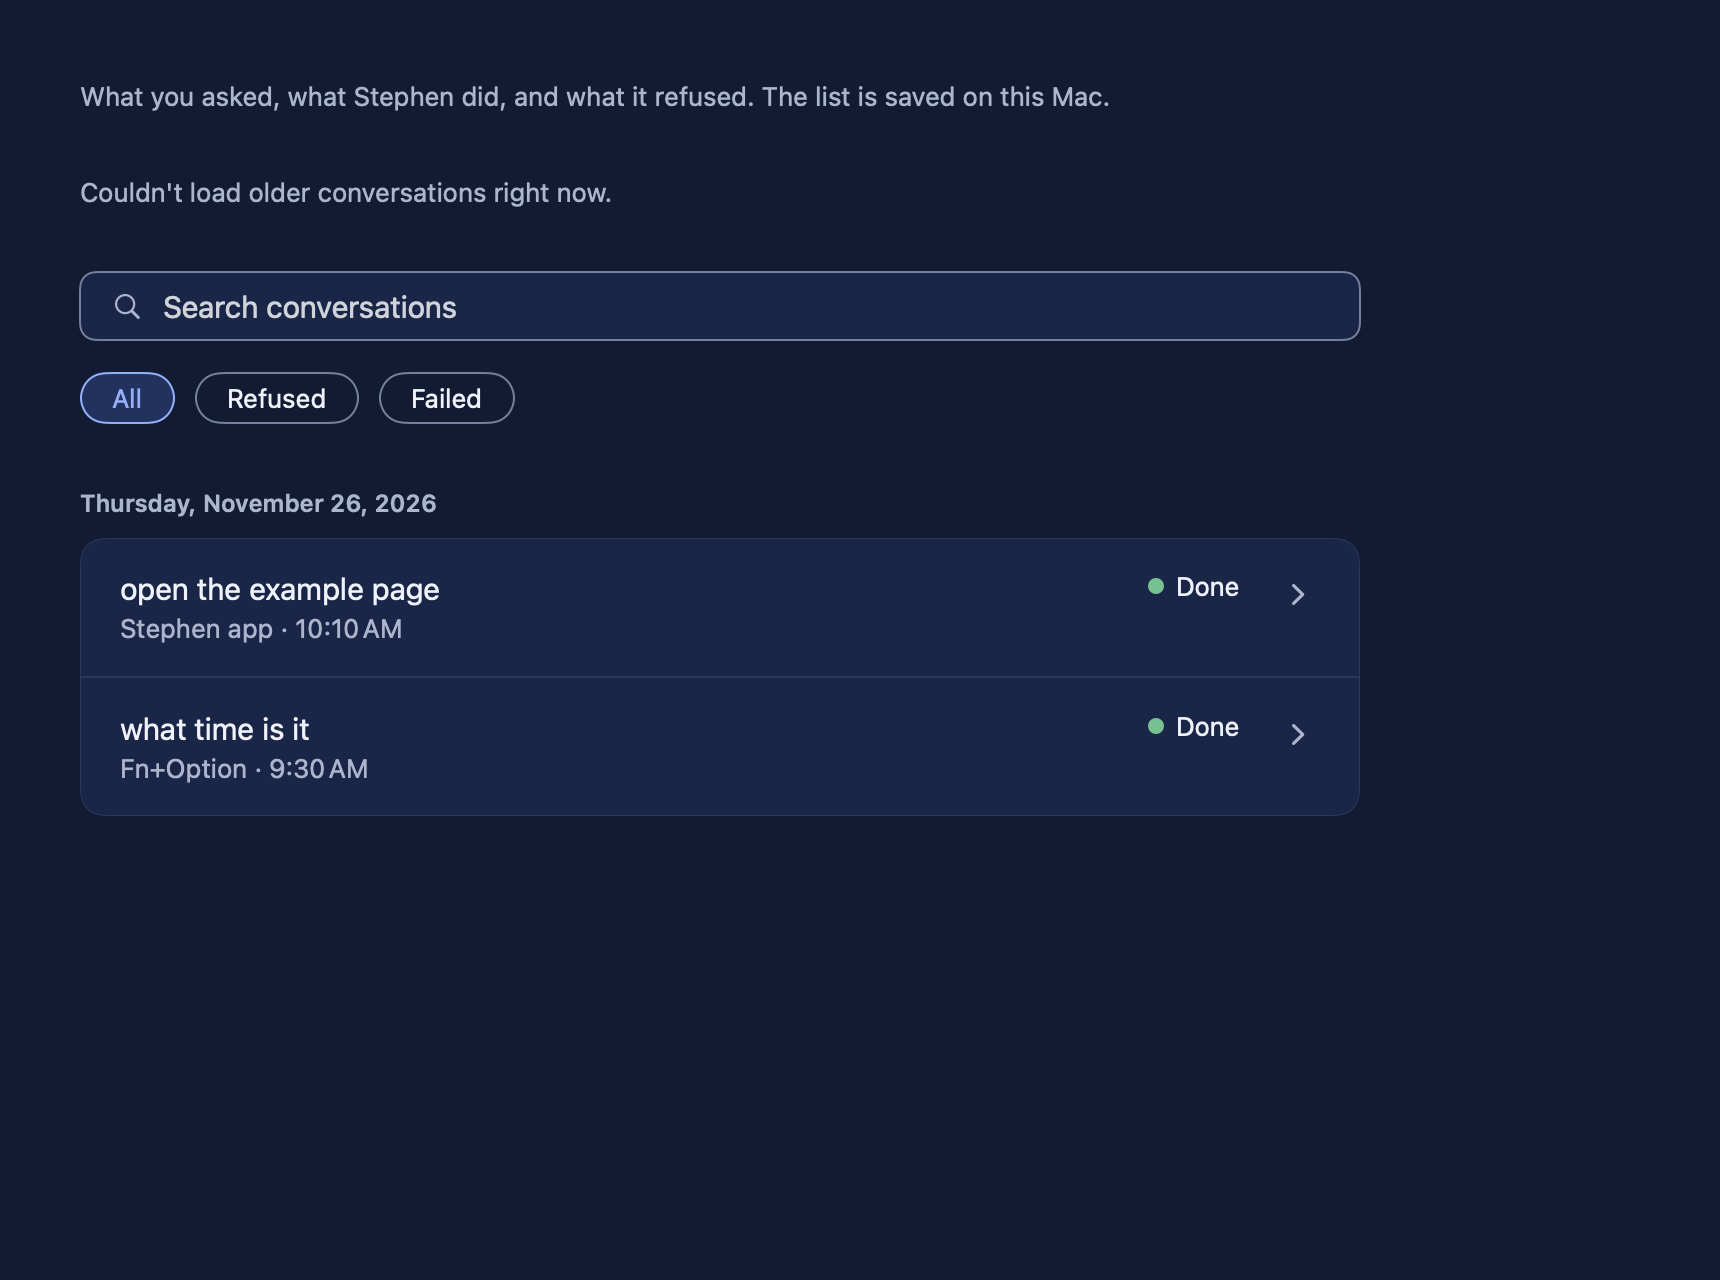 What you asked, what Stephen did, and what it refused. The list is saved on this Mac.
Couldn't load older conversations right now.
Search conversations
All
Refused
Failed
Thursday, November 26, 2026
open the example page
Done
Stephen app · 10:10 AM
what time is it
Done
Fn+Option · 9:30 AM